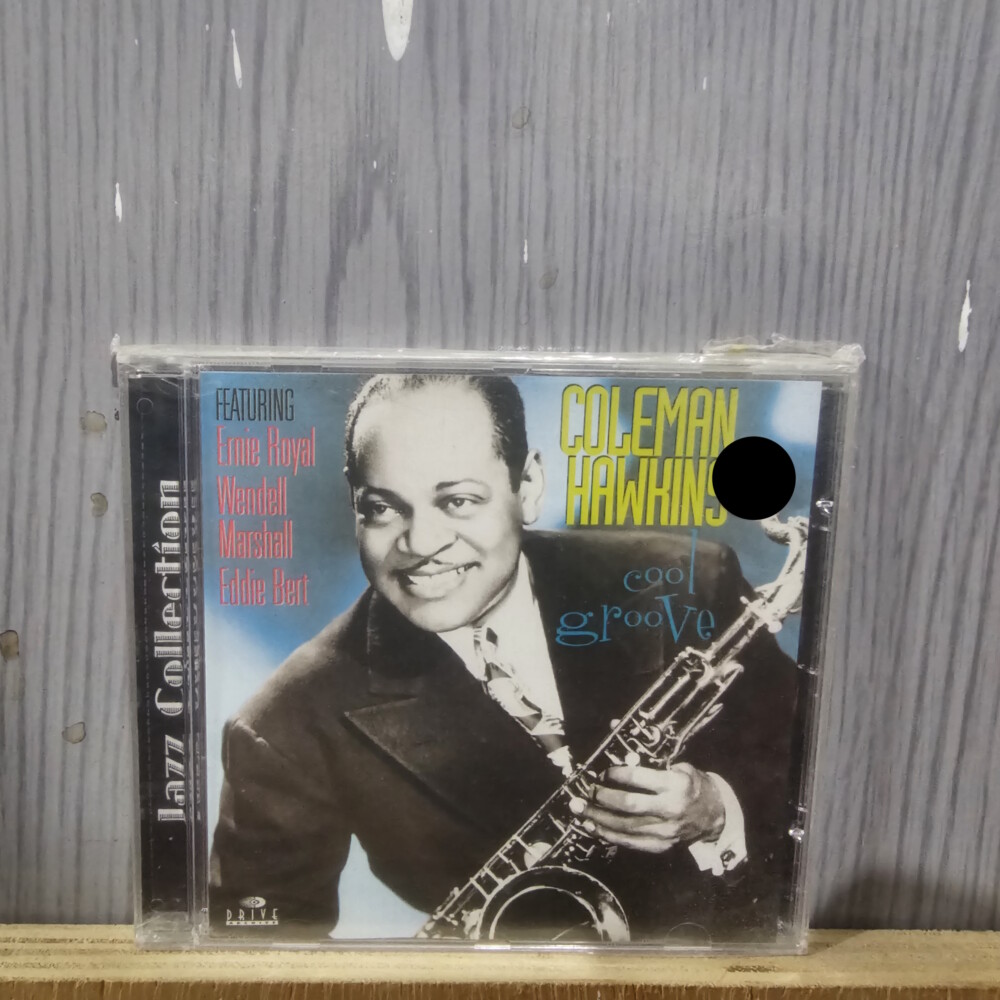 FEATURING
Ernie Royal
Wendell
Marshall
Eddie Bert
COLEMAN
HAWKINS
cool
groove
Jazz Collection
DRIVE